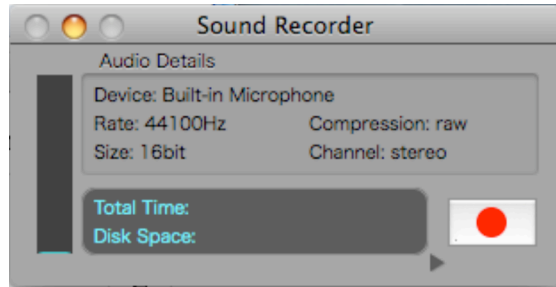 Sound Recorder
Audio Details
Device: Built-in Microphone
Rate: 44100Hz Compression: raw
Size: 16bit Channel: stereo
Total Time:
Disk Space: